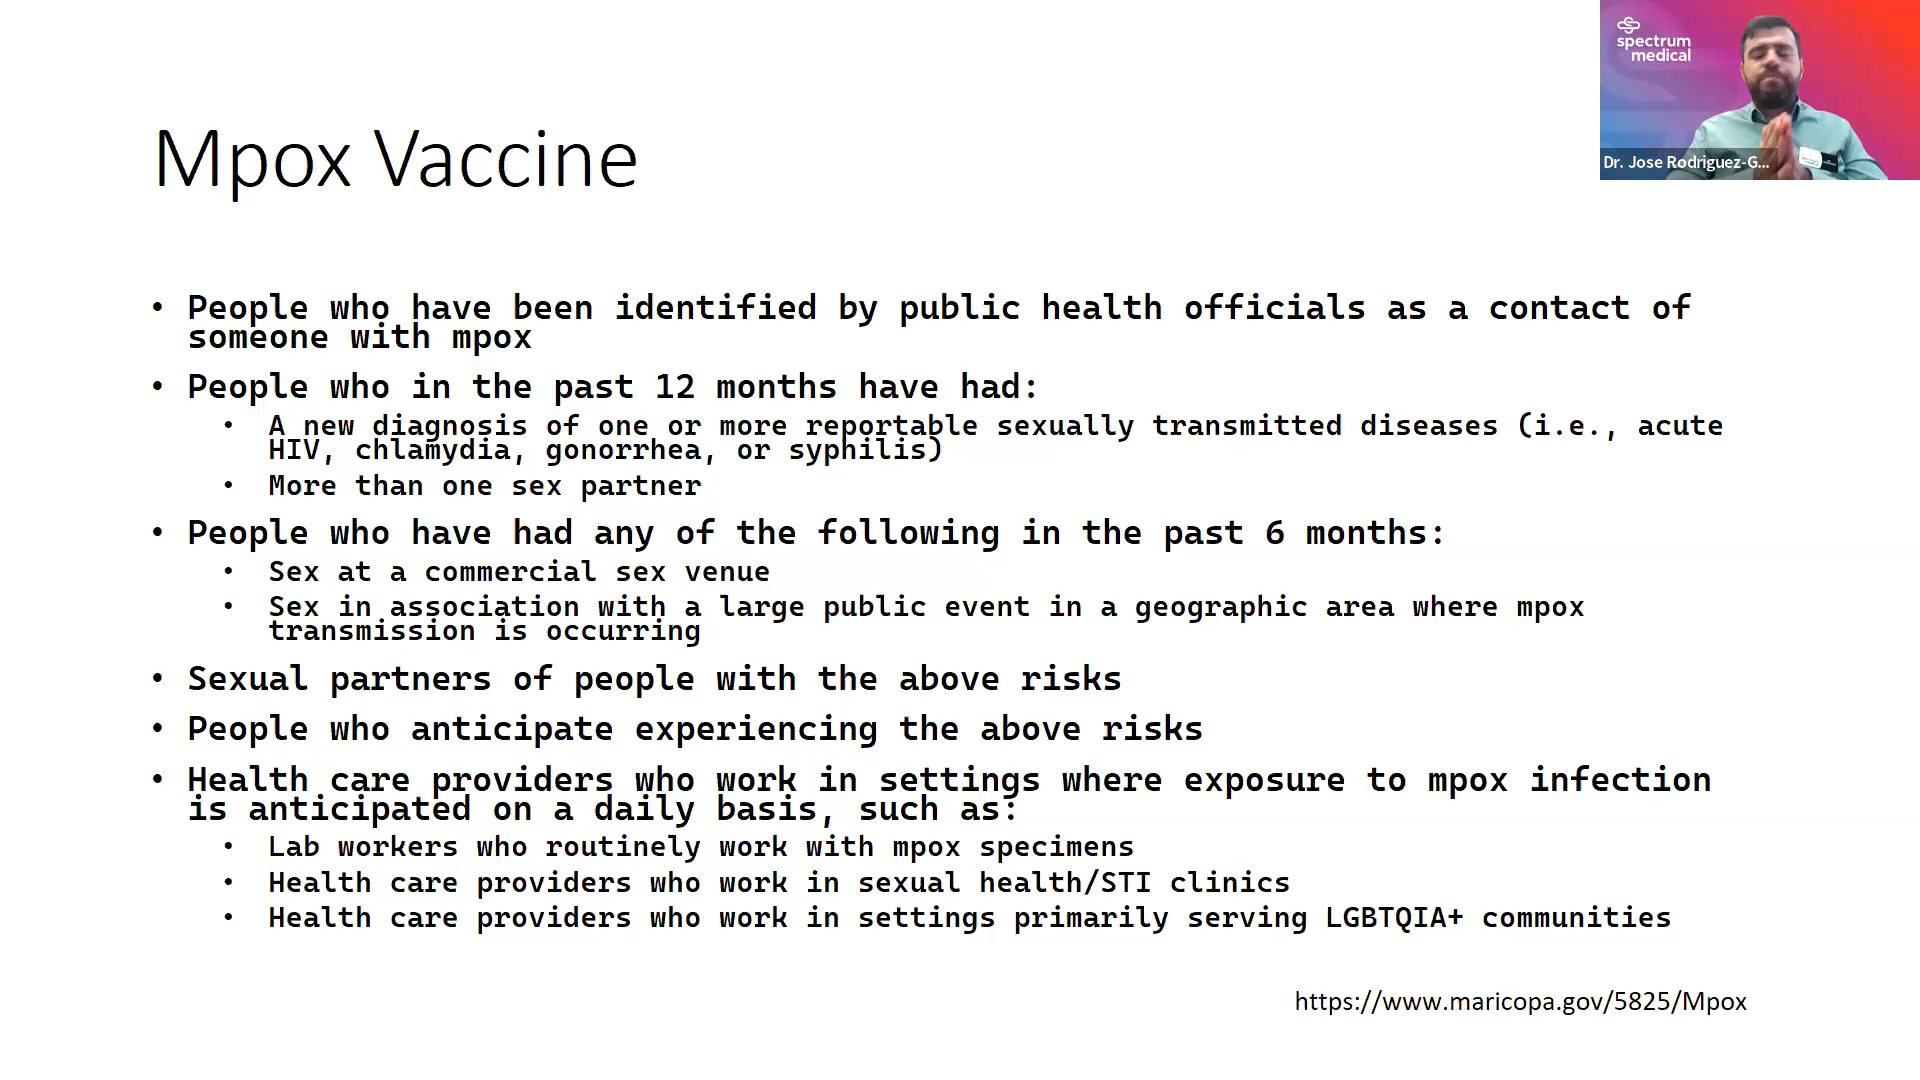 spectrum
medical
Dr. Jose Rodriguez-G...
Mpox Vaccine
• People who have been identified by public health officials as a contact of
someone with mpox
• People who in the past 12 months have had:
• A new diagnosis of one or more reportable sexually transmitted diseases (i.e., acute
HIV, chlamydia, gonorrhea, or syphilis)
• More than one sex partner
• People who have had any of the following in the past 6 months:
• Sex at a commercial sex venue
• Sex in association with a large public event in a geographic area where mpox
transmission is occurring
• Sexual partners of people with the above risks
• People who anticipate experiencing the above risks
• Health care providers who work in settings where exposure to mpox infection
is anticipated on a daily basis, such as:
• Lab workers who routinely work with mpox specimens
• Health care providers who work in sexual health/STI clinics
• Health care providers who work in settings primarily serving LGBTQIA+ communities
https://www.maricopa.gov/5825/Mpox